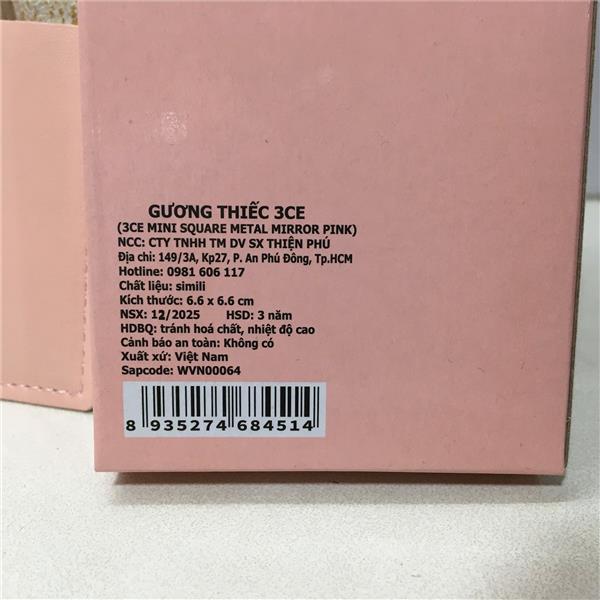 GƯƠNG THIẾC 3CE
(3CE MINI SQUARE METAL MIRROR PINK)
NCC: CTY TNHH TM DV SX THIỆN PHÚ
Địa chỉ: 149/3A, Kp27, P. An Phú Đông, Tp.HCM
Hotline: 0981 606 117
Chất liệu: simili
Kích thước: 6.6 x 6.6 cm
NSX: 12/2025 HSD: 3 năm
HDBQ: tránh hoá chất, nhiệt độ cao
Cảnh báo an toàn: Không có
Xuất xứ: Việt Nam
Sapcode: WVN00064
8 935274 684514